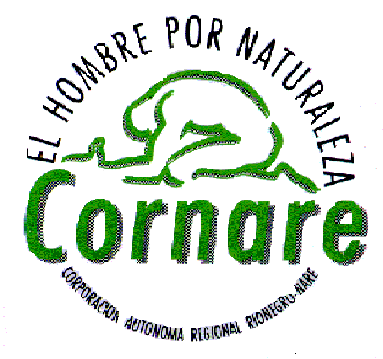 EL HOMBRE POR NATURALEZA
Cornare
CORPORACION AUTONOMA REGIONAL RIONEGRO-NARE